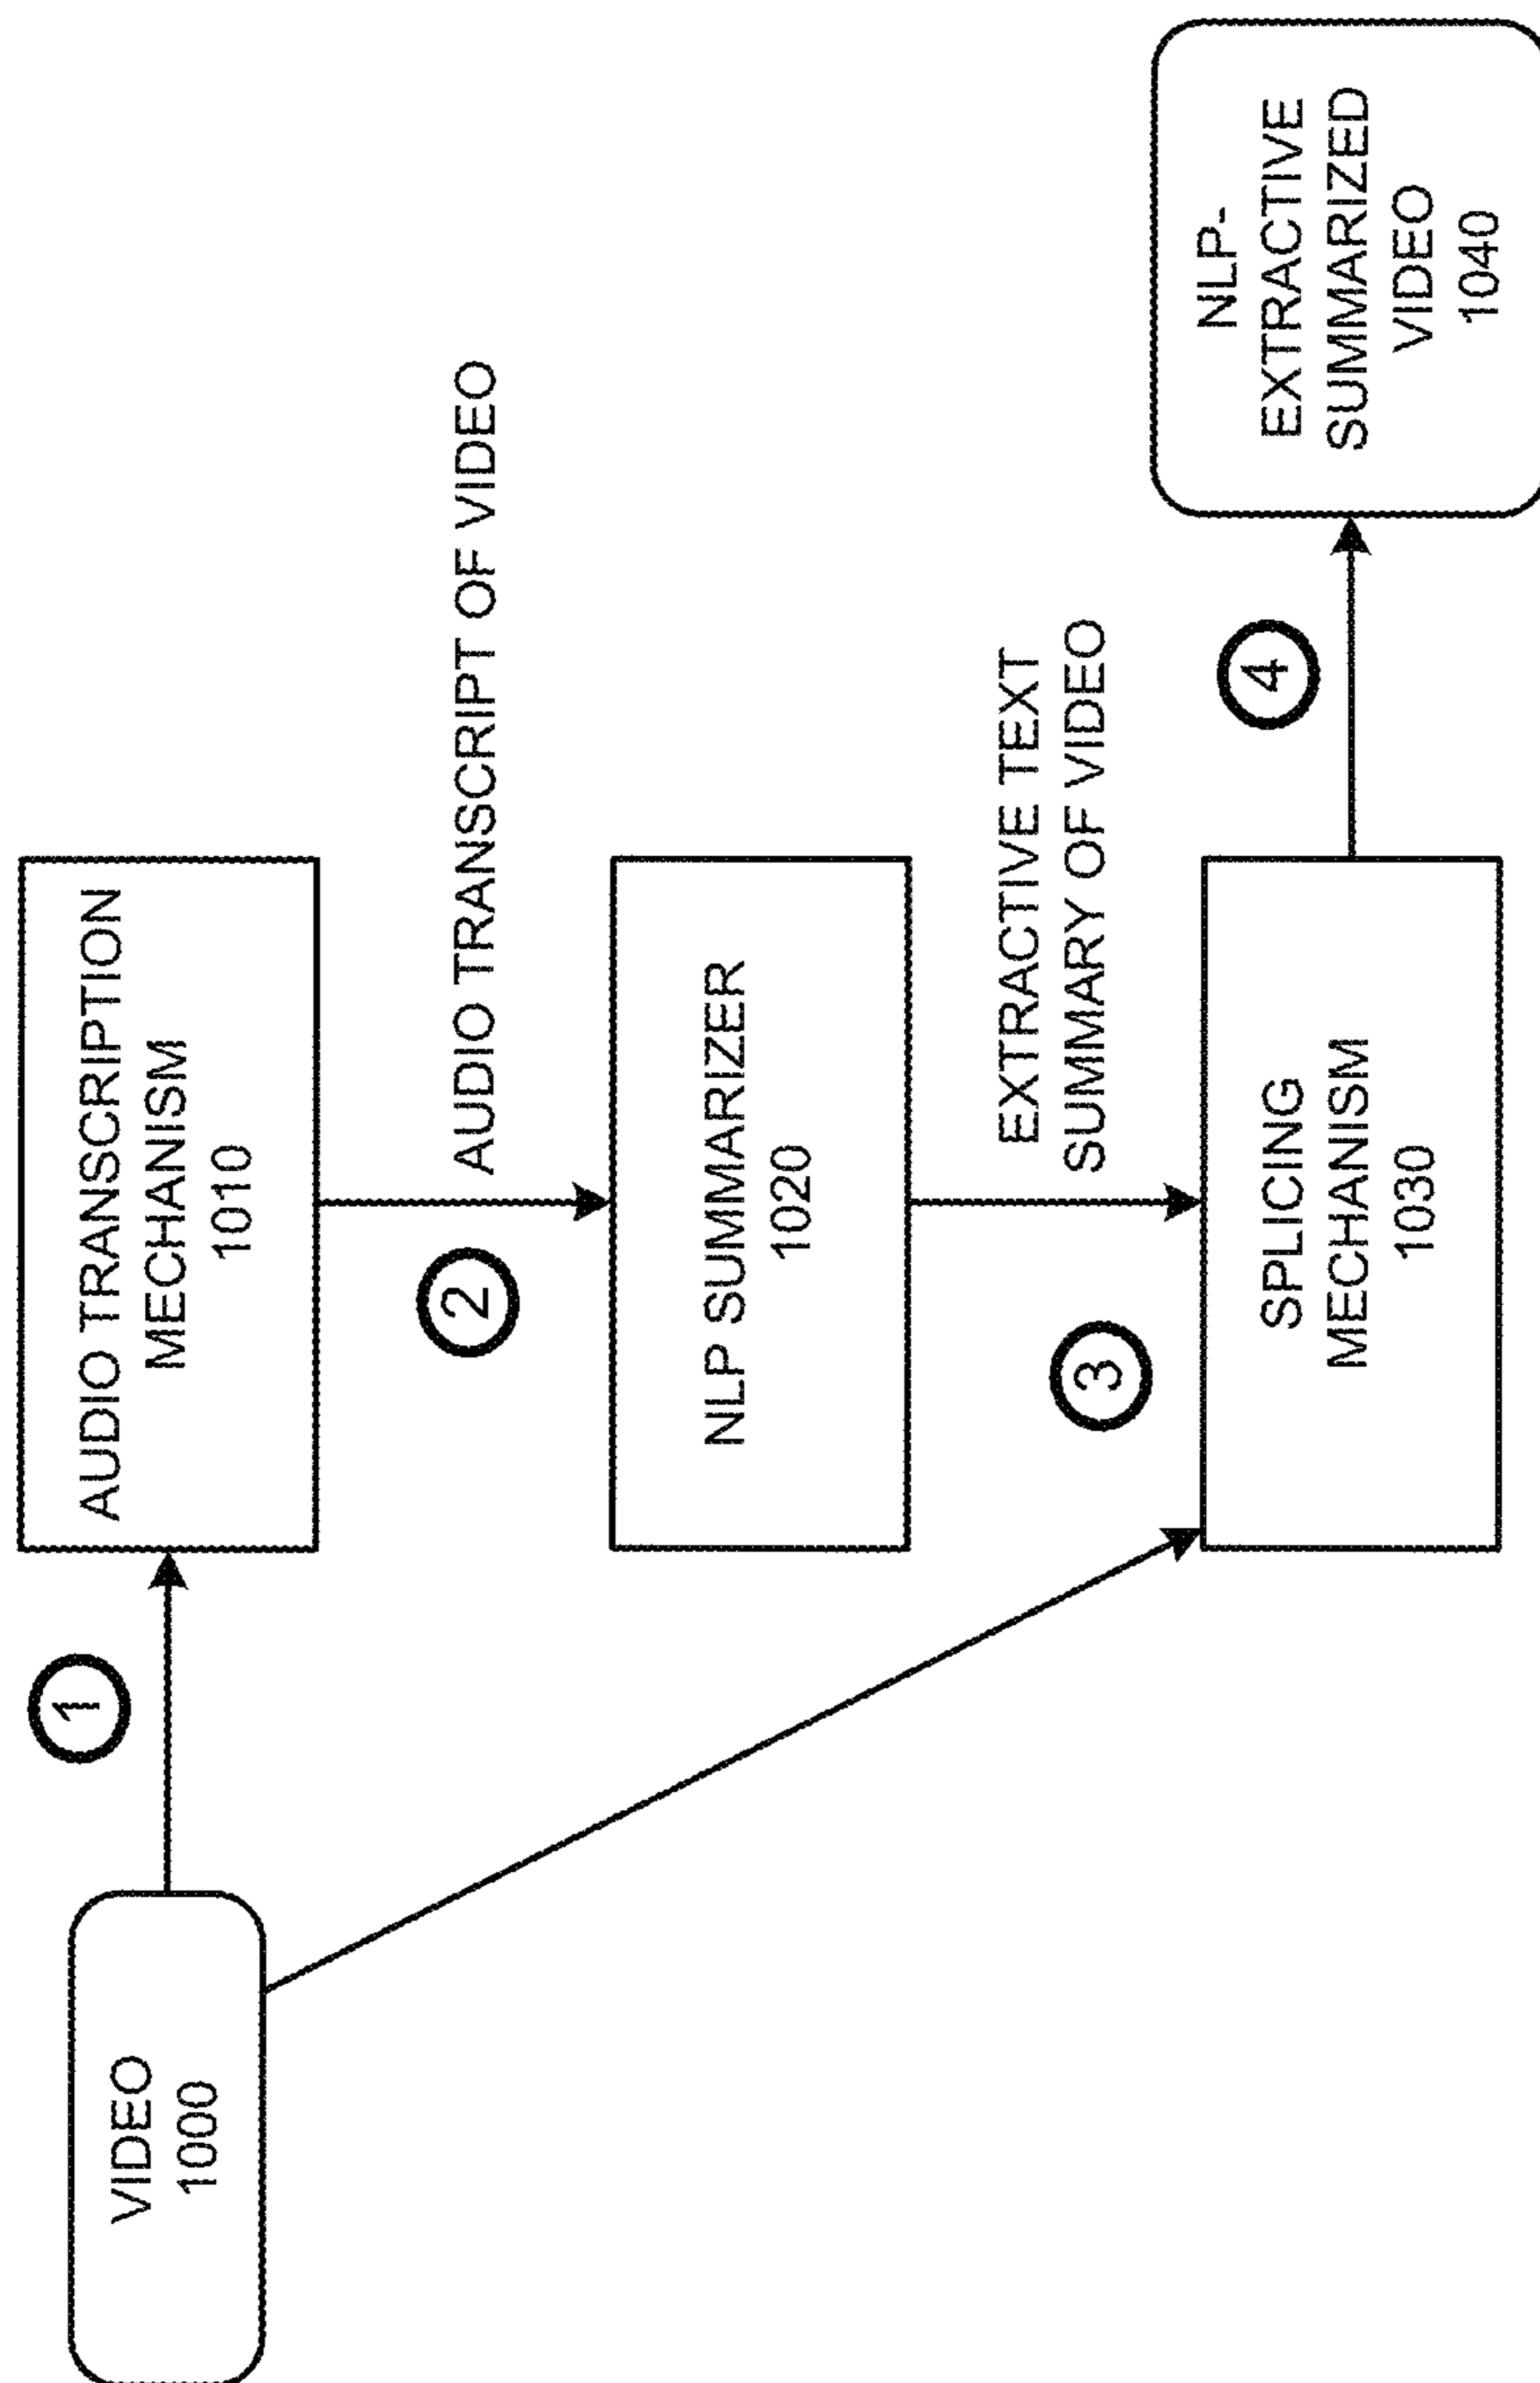 VIDEO
1000
1
AUDIO TRANSCRIPTION
MECHANISM
1010
2
AUDIO TRANSCRIPT OF VIDEO
NLP SUMMARIZER
1020
3
EXTRACTIVE TEXT
SUMMARY OF VIDEO
SPLICING
MECHANISM
1030
4
NLP-
EXTRACTIVE
SUMMARIZED
VIDEO
1040